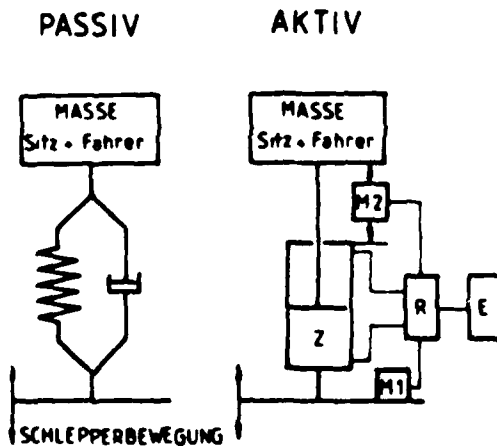 PASSIV
AKTIV
MASSE
Sitz + Fahrer
MASSE
Sitz + Fahrer
M2
R
E
Z
M1
SCHLEPPERBEWEGUNG